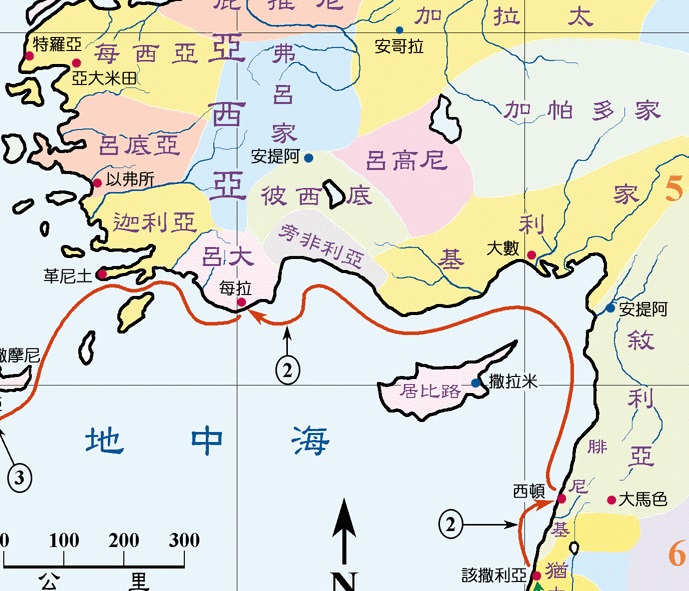 庇推尼
加拉太
特羅亞
每西亞
亞大米田
亞西亞
弗呂家
安哥拉
加帕多家
呂底亞
安提阿
呂高尼
以弗所
彼西底
5
家
利
基
迦利亞
旁非利亞
大數
呂大
革尼土
每拉
安提阿
2
敘利亞
撒摩尼
居比路
撒拉米
地中海
腓尼基
3
西頓
大馬色
2
0 100 200 300
公里
N
該撒利亞
猶
6